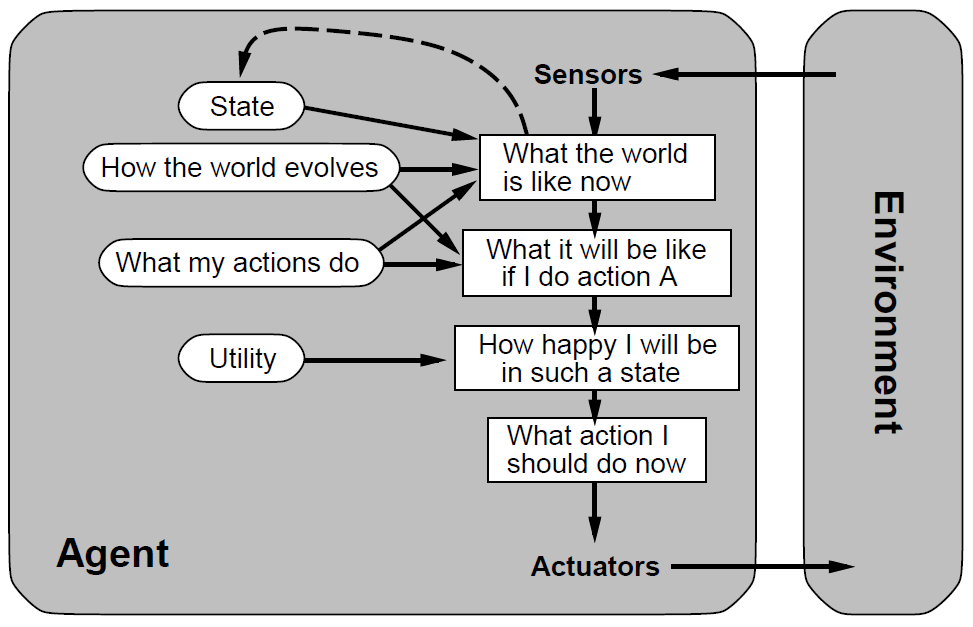 Sensors
State
What the world
is like now
How the world evolves
What it will be like
if I do action A
What my actions do
How happy I will be
in such a state
Utility
What action I
should do now
Agent
Actuators
Environment